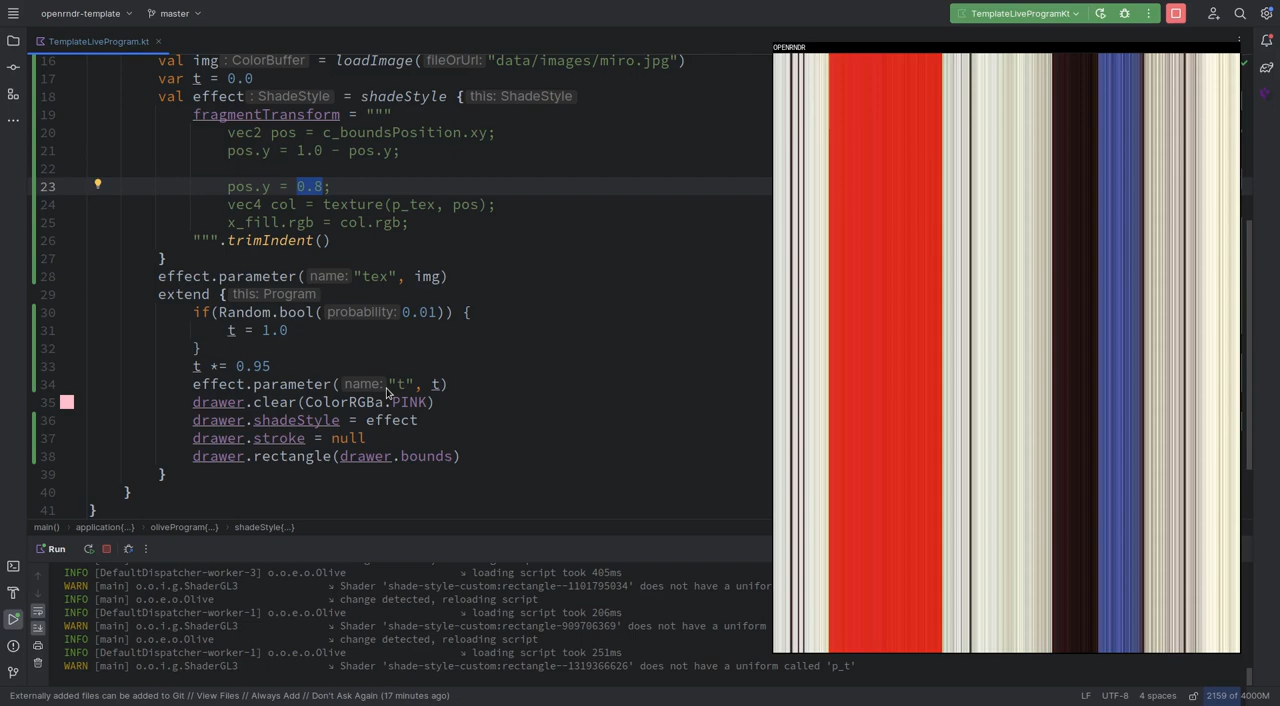 openrndr-template master TemplateLiveProgramKt
TemplateLiveProgram.kt
OPENRNDR
16 val img : ColorBuffer = loadImage( fileOrUrl: "data/images/miro.jpg")
17 var t = 0.0
18 val effect : ShadeStyle = shadeStyle { this: ShadeStyle
19 fragmentTransform = """
20 vec2 pos = c_boundsPosition.xy;
21 pos.y = 1.0 - pos.y;
22
23 pos.y = 0.8;
24 vec4 col = texture(p_tex, pos);
25 x_fill.rgb = col.rgb;
26 """.trimIndent()
27 }
28 effect.parameter( name: "tex", img)
29 extend { this: Program
30 if(Random.bool( probability: 0.01)) {
31 t = 1.0
32 }
33 t *= 0.95
34 effect.parameter( name: "t", t)
35 drawer.clear(ColorRGBa.PINK)
36 drawer.shadeStyle = effect
37 drawer.stroke = null
38 drawer.rectangle(drawer.bounds)
39 }
40 }
41 }
main() application{...} oliveProgram{...} shadeStyle{...}
Run
INFO [DefaultDispatcher-worker-3] o.o.e.o.Olive ↘ loading script took 405ms
WARN [main] o.o.i.g.ShaderGL3 ↘ Shader 'shade-style-custom:rectangle--1101795034' does not have a unifor
INFO [main] o.o.e.o.Olive ↘ change detected, reloading script
INFO [DefaultDispatcher-worker-1] o.o.e.o.Olive ↘ loading script took 206ms
WARN [main] o.o.i.g.ShaderGL3 ↘ Shader 'shade-style-custom:rectangle-909706369' does not have a uniform
INFO [main] o.o.e.o.Olive ↘ change detected, reloading script
INFO [DefaultDispatcher-worker-1] o.o.e.o.Olive ↘ loading script took 251ms
WARN [main] o.o.i.g.ShaderGL3 ↘ Shader 'shade-style-custom:rectangle--1319366626' does not have a uniform called 'p_t'
Externally added files can be added to Git // View Files // Always Add // Don't Ask Again (17 minutes ago) LF UTF-8 4 spaces 2159 of 4000M